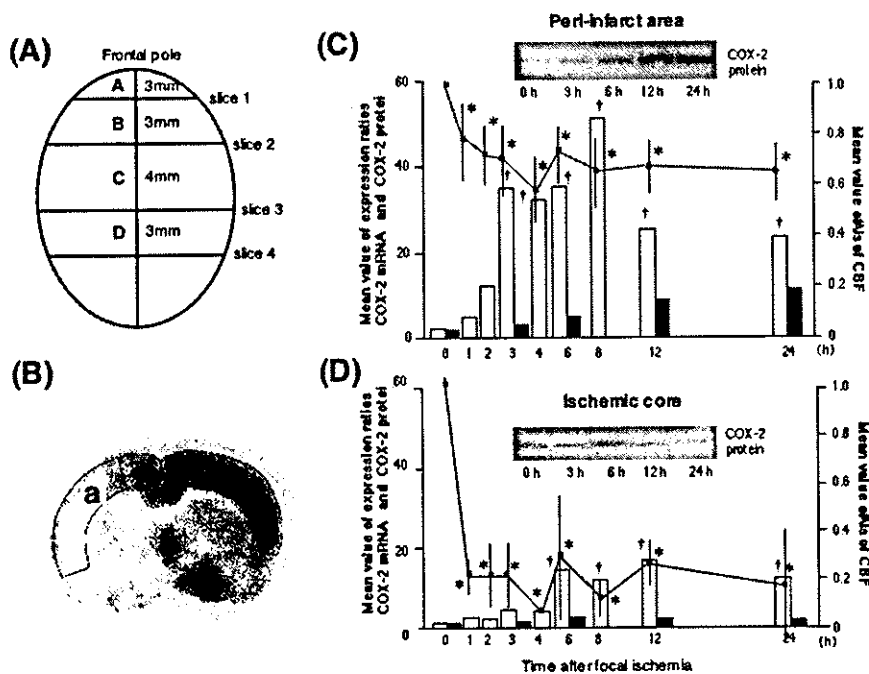 (A)
Frontal pole
A 3mm
slice 1
B 3mm
slice 2
C 4mm
slice 3
D 3mm
slice 4
(B)
a
(C)
Peri-infarct area
COX-2
protein
0 h 3 h 6 h 12 h 24 h
Mean value of expression ratios
COX-2 mRNA and COX-2 protei
60
40
20
0
1.0
0.8
0.6
0.4
0.2
0
Mean value of CBF
* * * * * * * *
† † † † † †
0 1 2 3 4 6 8 12 24 (h)
(D)
Ischemic core
COX-2
protein
0 h 3 h 6 h 12 h 24 h
Mean value of expression ratios
COX-2 mRNA and COX-2 protei
60
40
20
0
1.0
0.8
0.6
0.4
0.2
0
Mean value of CBF
* * * * * * * *
† † † †
0 1 2 3 4 6 8 12 24 (h)
Time after focal ischemia